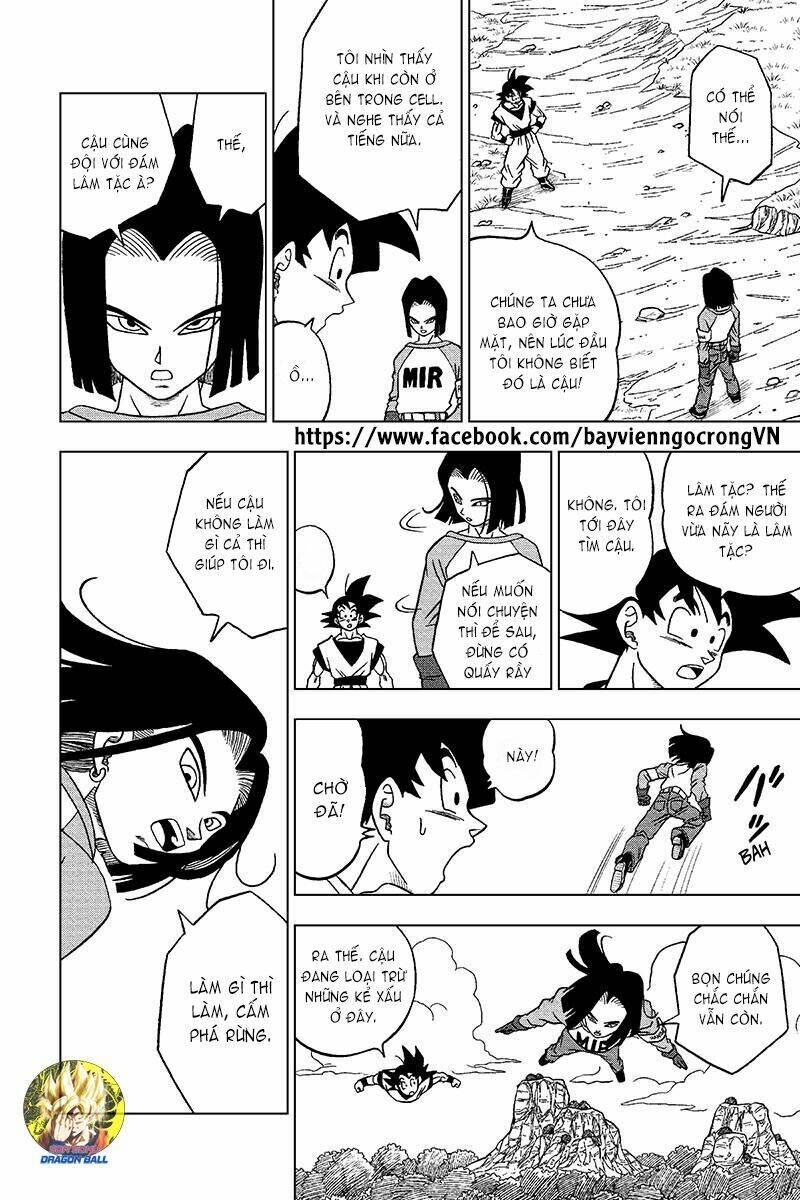 CÓ THỂ
NÓI
THẾ...
CHÚNG TA CHƯA
BAO GIỜ GẶP
MẶT, NÊN LÚC ĐẦU
TÔI KHÔNG BIẾT
ĐÓ LÀ CẬU!
TÔI NHÌN THẤY
CẬU KHI CÒN Ở
BÊN TRONG CELL.
VÀ NGHE THẤY CẢ
TIẾNG NỮA.
Ồ...
MIR
THẾ,
CẬU CÙNG
ĐỘI VỚI ĐÁM
LÂM TẶC À?
https://www.facebook.com/bayvienngocrongVN
LÂM TẶC? THẾ
RA ĐÁM NGƯỜI
VỪA NÃY LÀ LÂM
TẶC?
KHÔNG. TÔI
TỚI ĐÂY
TÌM CẬU.
NẾU MUỐN
NÓI CHUYỆN
THÌ ĐỂ SAU,
ĐỪNG CÓ
QUẤY RẦY
NẾU CẬU
KHÔNG LÀM
GÌ CẢ THÌ
GIÚP TÔI ĐI.
BAH
NÀY!
CHỜ
ĐÃ!
BỌN CHÚNG
CHẮC CHẮN
VẪN CÒN.
MIR
RA THẾ. CẬU
ĐANG LOẠI TRỪ
NHỮNG KẺ XẤU
Ở ĐÂY.
LÀM GÌ THÌ
LÀM, CẤM
PHÁ RỪNG.
DRAGON BALL